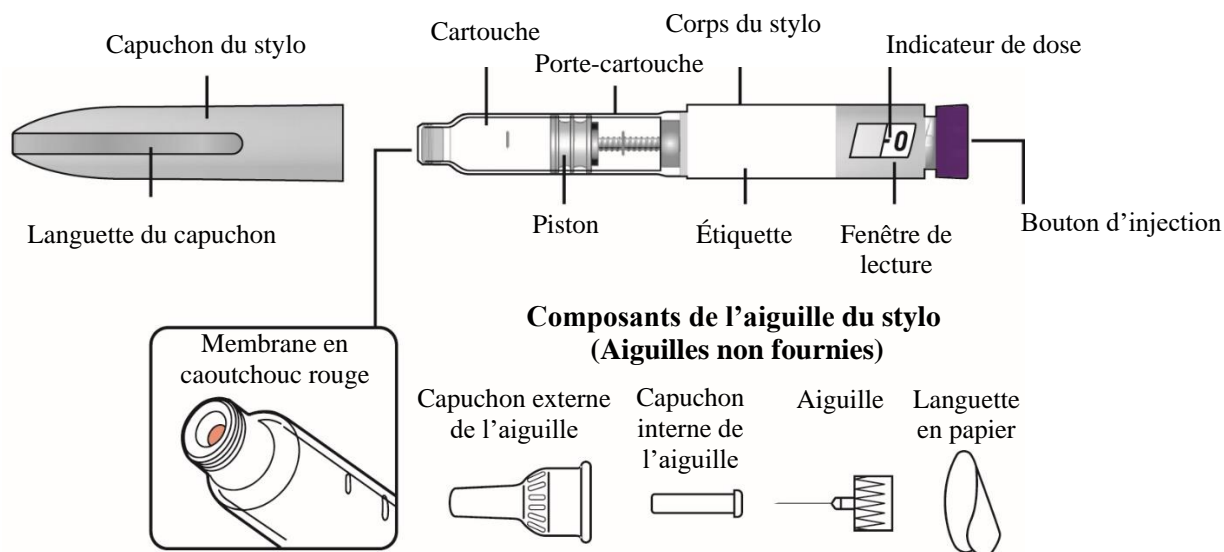 Capuchon du stylo
Cartouche
Porte-cartouche
Corps du stylo
Indicateur de dose
-0
Languette du capuchon
Piston
Étiquette
Fenêtre de
lecture
Bouton d’injection
Membrane en
caoutchouc rouge
Composants de l’aiguille du stylo
(Aiguilles non fournies)
Capuchon externe
de l’aiguille
Capuchon
interne de
l’aiguille
Aiguille
Languette
en papier